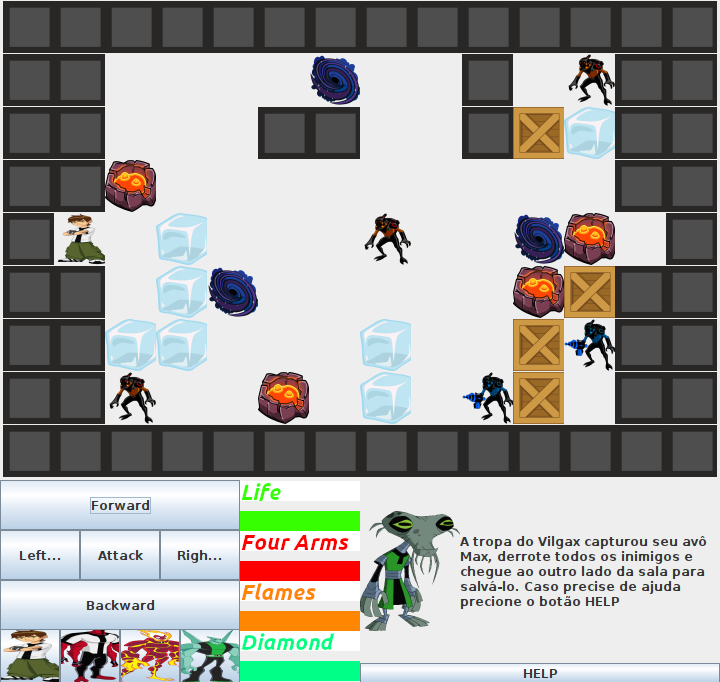 Forward
Left...
Attack
Righ...
Backward
Life
Four Arms
Flames
Diamond
A tropa do Vilgax capturou seu avô
Max, derrote todos os inimigos e
chegue ao outro lado da sala para
salvá-lo. Caso precise de ajuda
precione o botão HELP
HELP